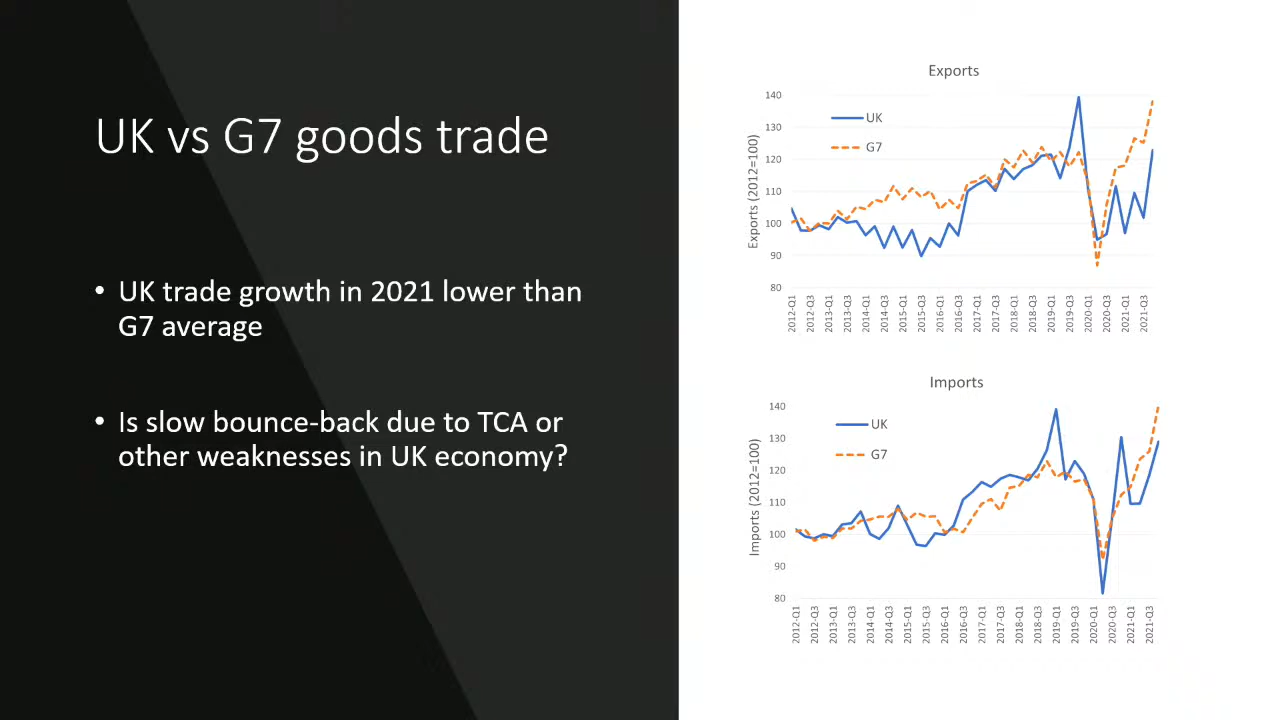 UK vs G7 goods trade
• UK trade growth in 2021 lower than
G7 average
• Is slow bounce-back due to TCA or
other weaknesses in UK economy?
Exports
Exports (2012=100)
140
130
120
110
100
90
80
UK
G7
2012-Q1
2012-Q3
2013-Q1
2013-Q3
2014-Q1
2014-Q3
2015-Q1
2015-Q3
2016-Q1
2016-Q3
2017-Q1
2017-Q3
2018-Q1
2018-Q3
2019-Q1
2019-Q3
2020-Q1
2020-Q3
2021-Q1
2021-Q3
Imports
Imports (2012=100)
140
130
120
110
100
90
80
UK
G7
2012-Q1
2012-Q3
2013-Q1
2013-Q3
2014-Q1
2014-Q3
2015-Q1
2015-Q3
2016-Q1
2016-Q3
2017-Q1
2017-Q3
2018-Q1
2018-Q3
2019-Q1
2019-Q3
2020-Q1
2020-Q3
2021-Q1
2021-Q3